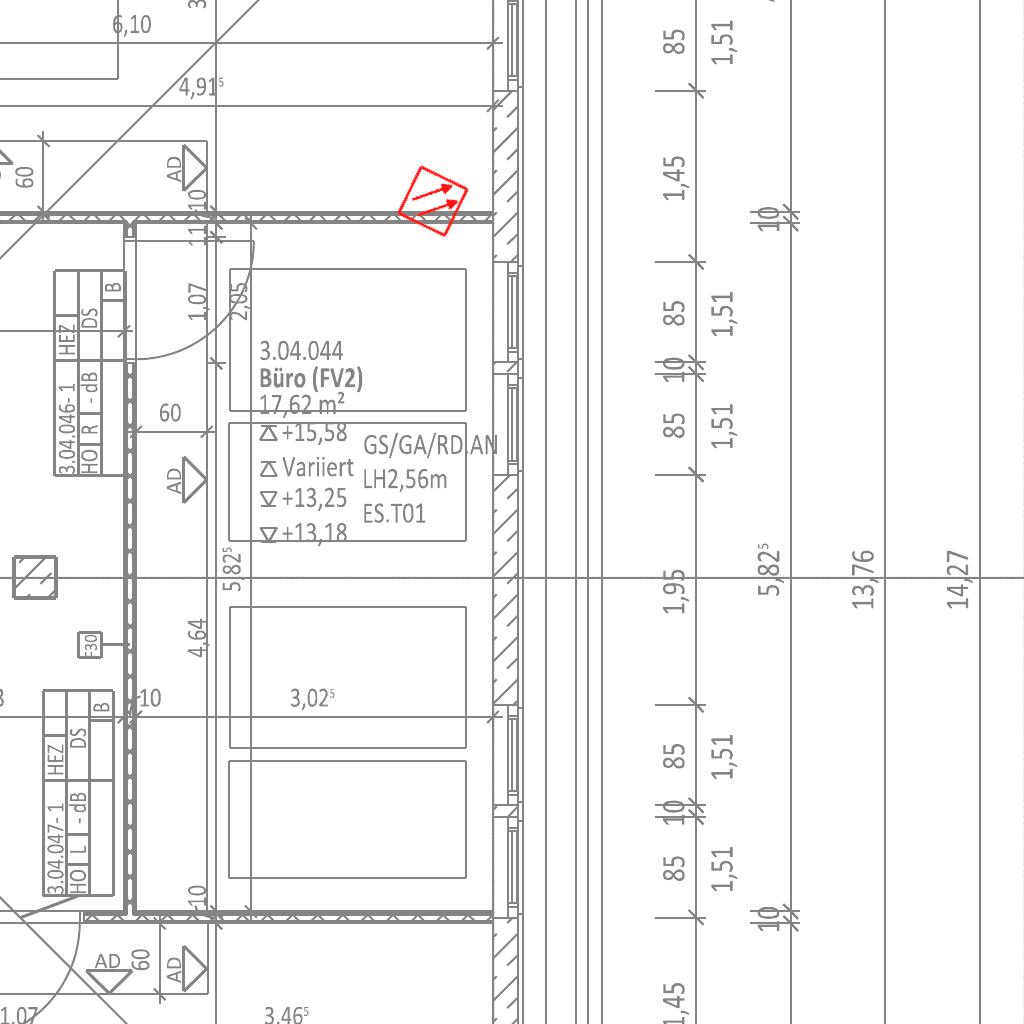 6,10
4,91⁵
85
1,51
AD
60
10
1,45
10
11
1,07
2,05
B
DS
HEZ
- dB
R
HO
3.04.046- 1
60
AD
3.04.044
Büro (FV2)
17,62 m²
+15,58
Variiert
+13,25
+13,18
GS/GA/RD.AN
LH2,56m
ES.T01
85
1,51
10
85
1,51
5,82⁵
4,64
F30
1,95
5,82⁵
13,76
14,27
10
3,02⁵
B
DS
HEZ
- dB
L
HO
3.04.047- 1
85
1,51
10
85
1,51
10
10
AD
60
AD
1,07
3,46⁵
1,45